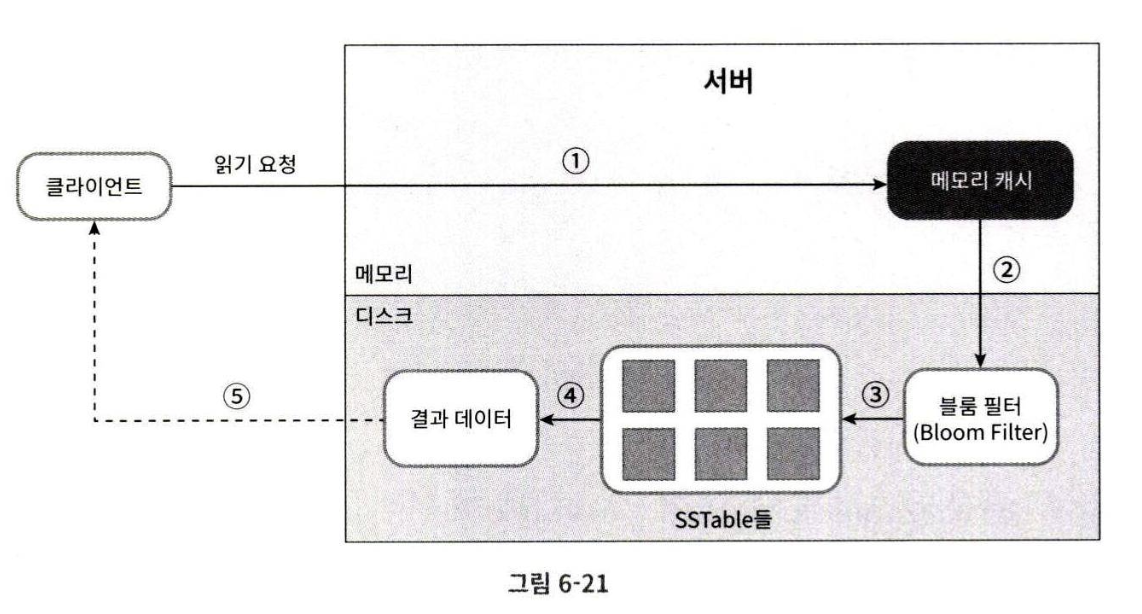 서버
읽기 요청
①
클라이언트
메모리 캐시
메모리
②
디스크
⑤
결과 데이터
④
③
블룸 필터
(Bloom Filter)
SSTable들
그림 6-21